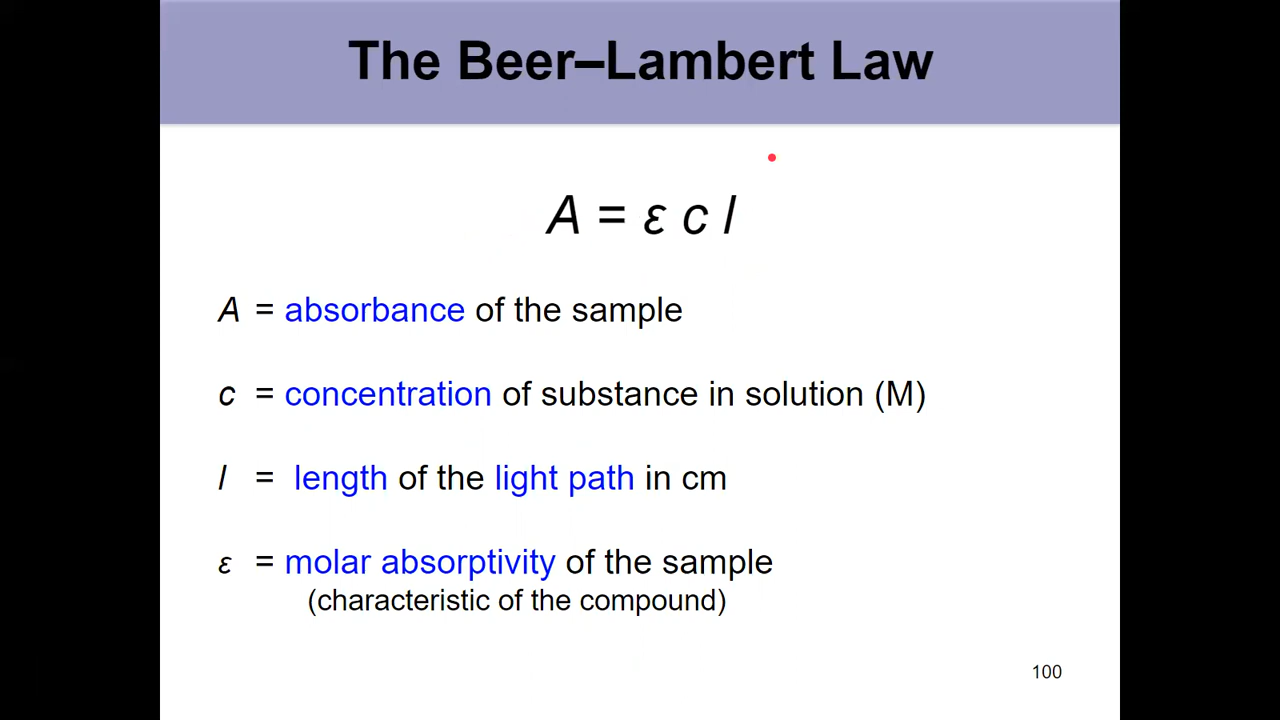 The Beer–Lambert Law
A = ε c l
A = absorbance of the sample
c = concentration of substance in solution (M)
l = length of the light path in cm
ε = molar absorptivity of the sample
(characteristic of the compound)
100